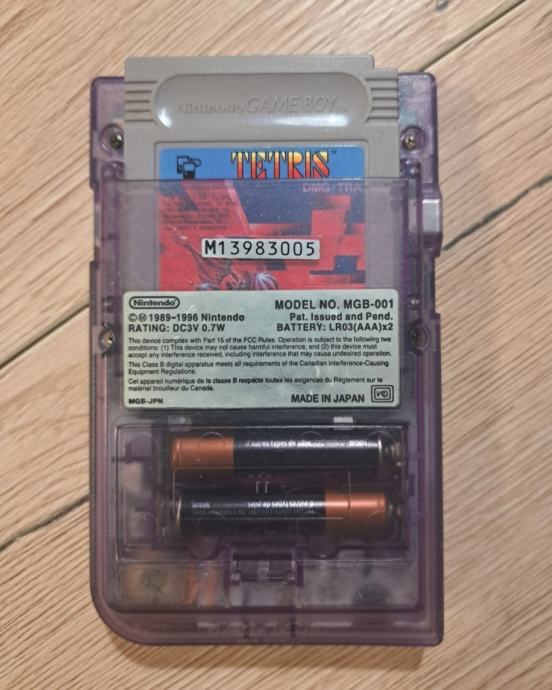 Nintendo GAME BOY
TETRIS™
DMG-TRA
M13983005
Nintendo
©Ⓜ 1989-1996 Nintendo
RATING: DC3V 0.7W
MODEL NO. MGB-001
Pat. Issued and Pend.
BATTERY: LR03(AAA)x2
This device complies with Part 15 of the FCC Rules. Operation is subject to the following two
conditions: (1) This device may not cause harmful interference, and (2) this device must
accept any interference received, including interference that may cause undesired operation.
This Class B digital apparatus meets all requirements of the Canadian Interference-Causing
Equipment Regulations.
Cet appareil numérique de la classe B respecte toutes les exigences du Règlement sur le
matériel brouilleur du Canada.
MGB-JPN
MADE IN JAPAN
d'autres types de